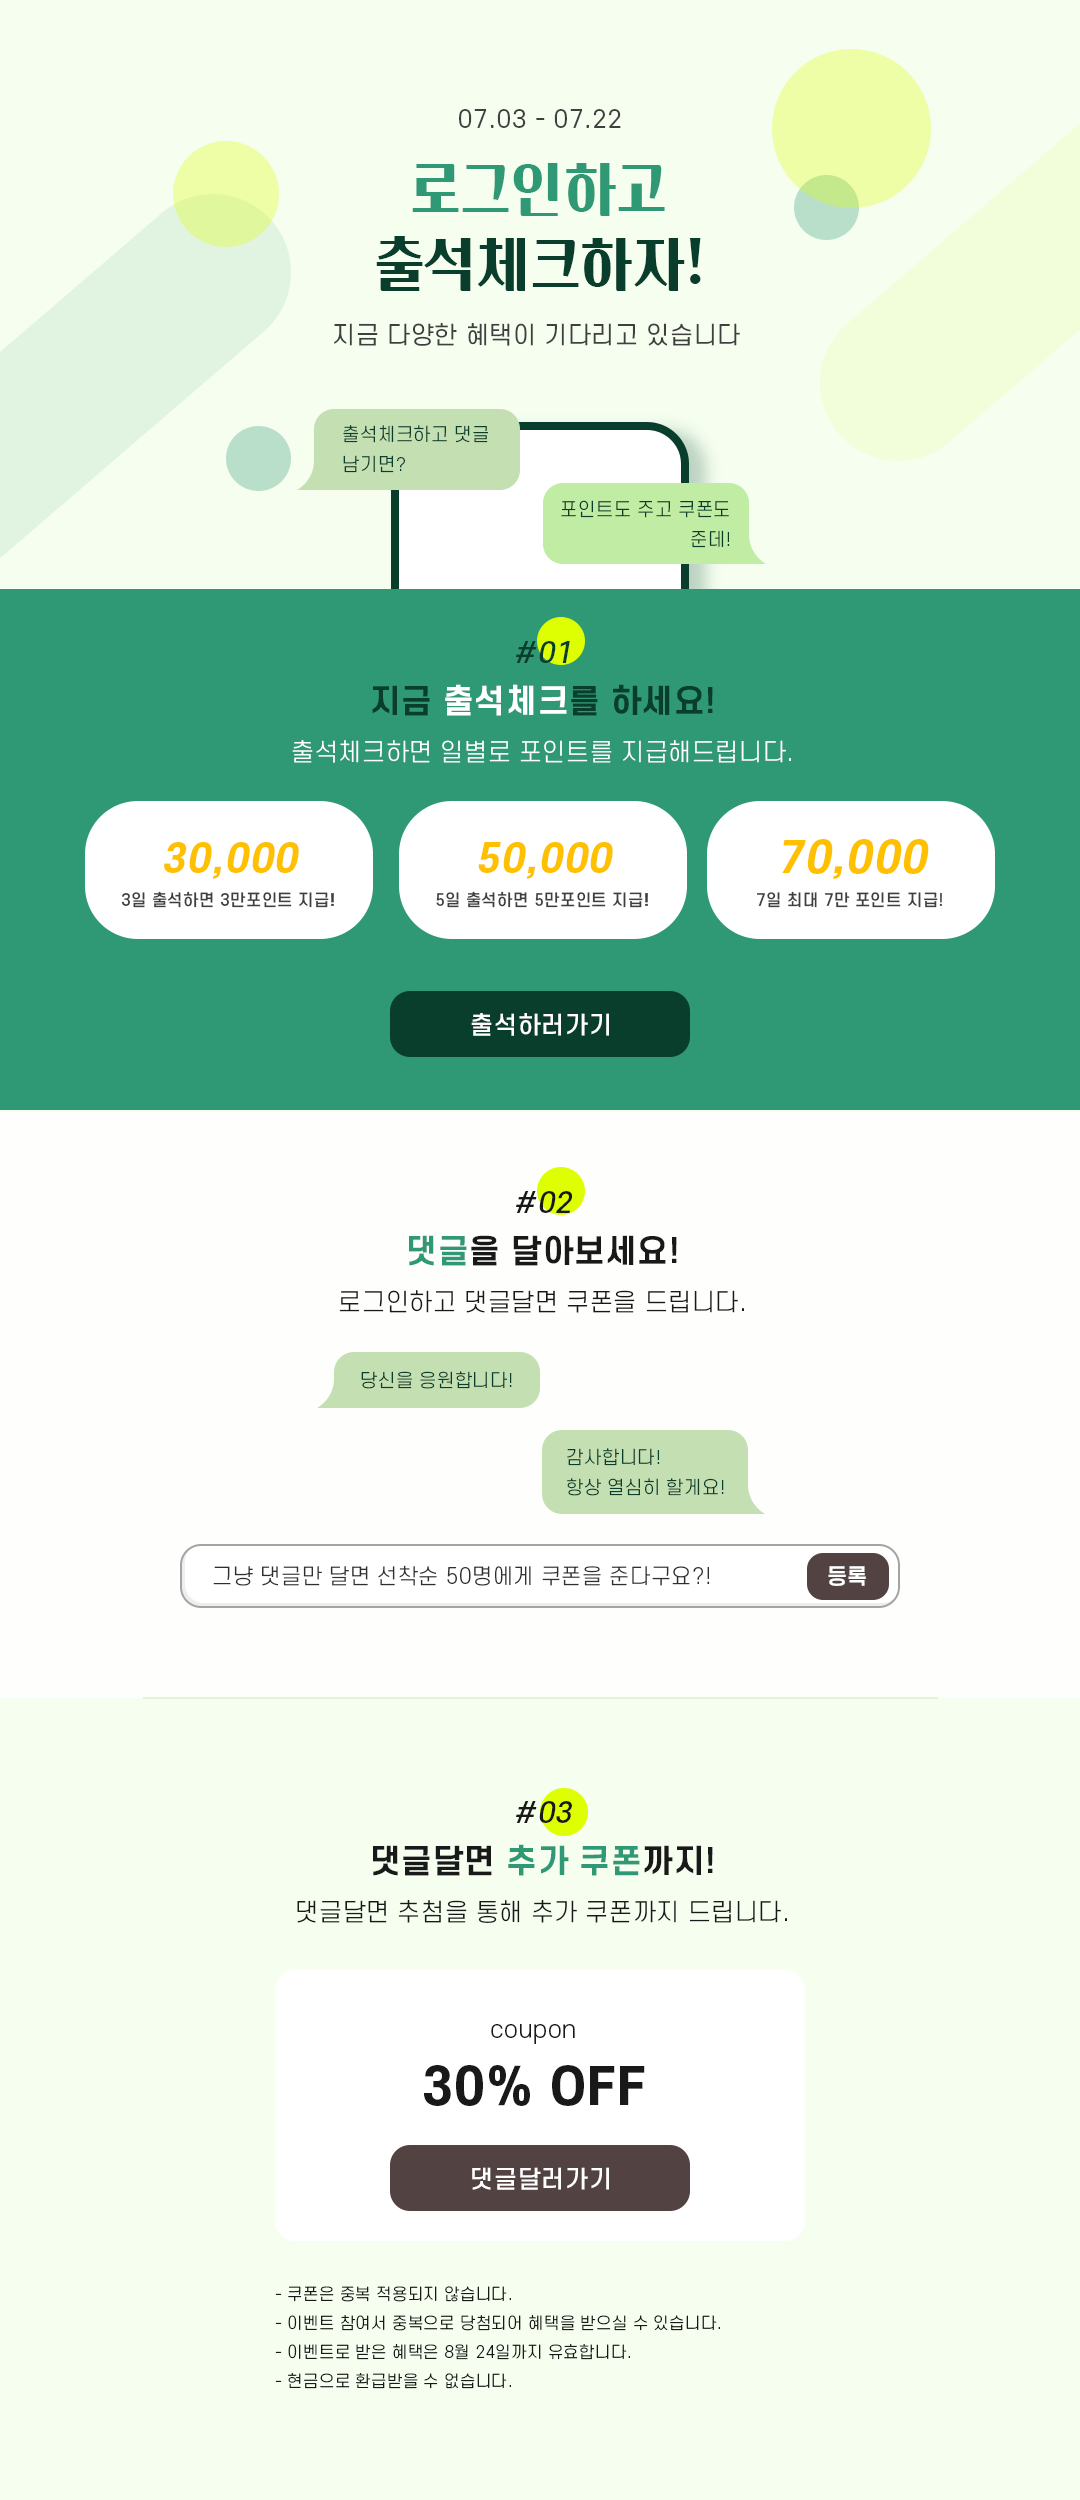 07.03 - 07.22
로그인하고
출석체크하자!
지금 다양한 혜택이 기다리고 있습니다
출석체크하고 댓글
남기면?
포인트도 주고 쿠폰도
준데!
#01
지금 출석체크를 하세요!
출석체크하면 일별로 포인트를 지급해드립니다.
30,000
3일 출석하면 3만포인트 지급!
50,000
5일 출석하면 5만포인트 지급!
70,000
7일 최대 7만 포인트 지급!
출석하러가기
#02
댓글을 달아보세요!
로그인하고 댓글달면 쿠폰을 드립니다.
당신을 응원합니다!
감사합니다!
항상 열심히 할게요!
그냥 댓글만 달면 선착순 50명에게 쿠폰을 준다구요?!
등록
#03
댓글달면 추가 쿠폰까지!
댓글달면 추첨을 통해 추가 쿠폰까지 드립니다.
coupon
30% OFF
댓글달러가기
- 쿠폰은 중복 적용되지 않습니다.
- 이벤트 참여서 중복으로 당첨되어 혜택을 받으실 수 있습니다.
- 이벤트로 받은 혜택은 8월 24일까지 유효합니다.
- 현금으로 환급받을 수 없습니다.